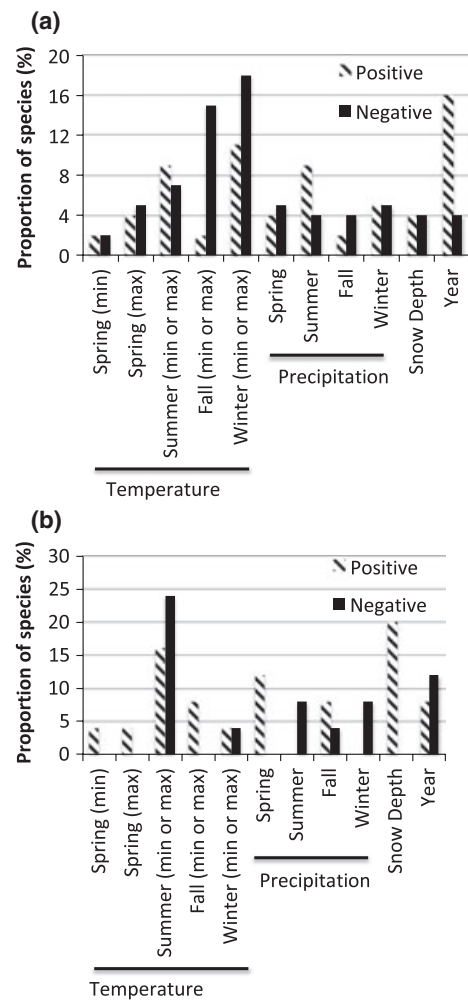 (a)
Proportion of species (%)
20
16
12
8
4
0
Positive
Negative
Spring (min)
Spring (max)
Summer (min or max)
Fall (min or max)
Winter (min or max)
Spring
Summer
Fall
Winter
Snow Depth
Year
Precipitation
Temperature
(b)
Proportion of species (%)
30
25
20
15
10
5
0
Positive
Negative
Spring (min)
Spring (max)
Summer (min or max)
Fall (min or max)
Winter (min or max)
Spring
Summer
Fall
Winter
Snow Depth
Year
Precipitation
Temperature